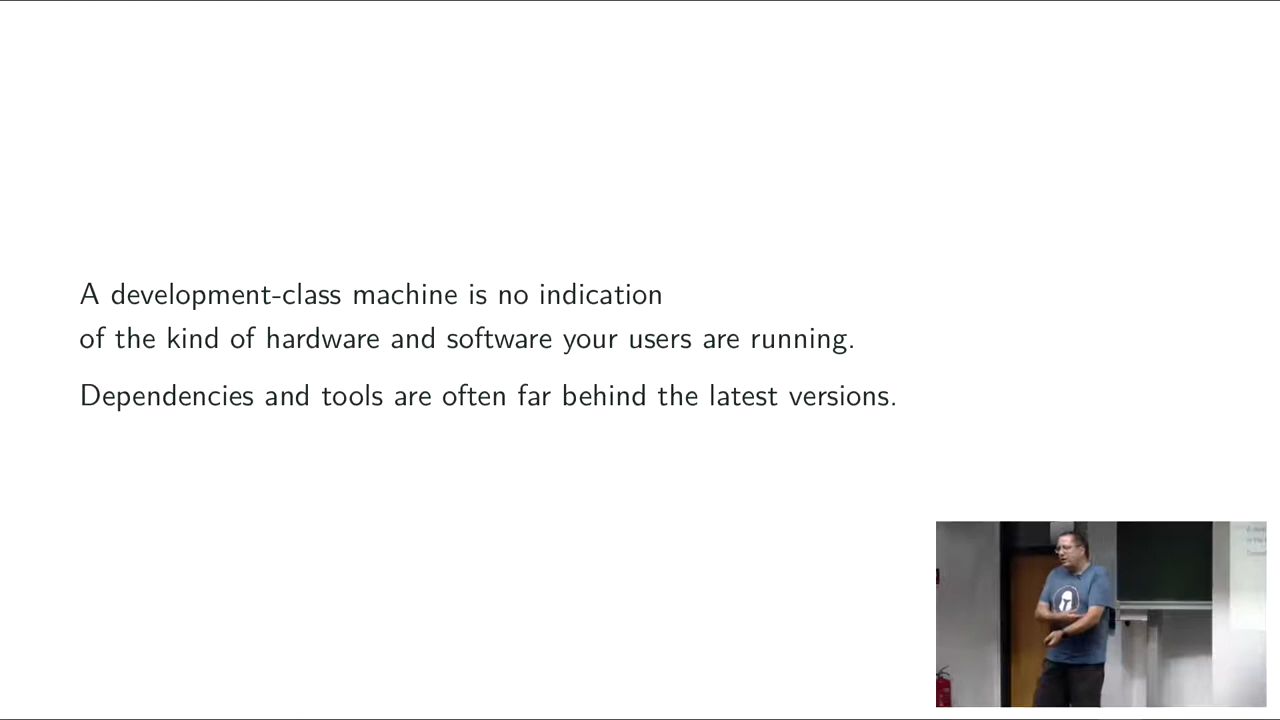 A development-class machine is no indication
of the kind of hardware and software your users are running.
Dependencies and tools are often far behind the latest versions.